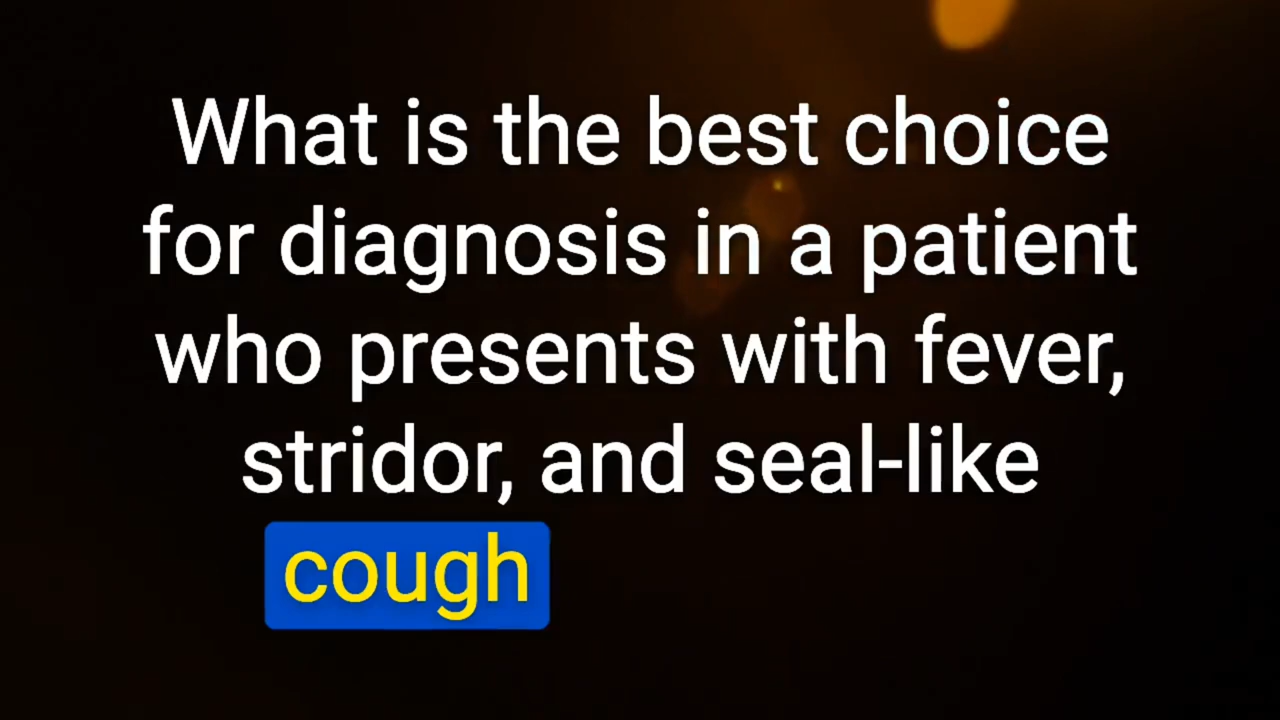 What is the best choice
for diagnosis in a patient
who presents with fever,
stridor, and seal-like
cough